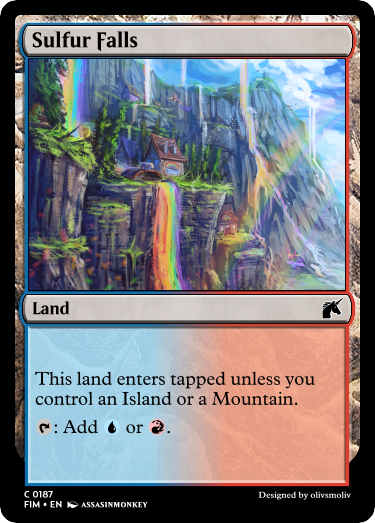 Sulfur Falls
Land
This land enters tapped unless you
control an Island or a Mountain.
: Add or .
C 0187
FIM • EN ASSASINMONKEY
Designed by olivsmoliv